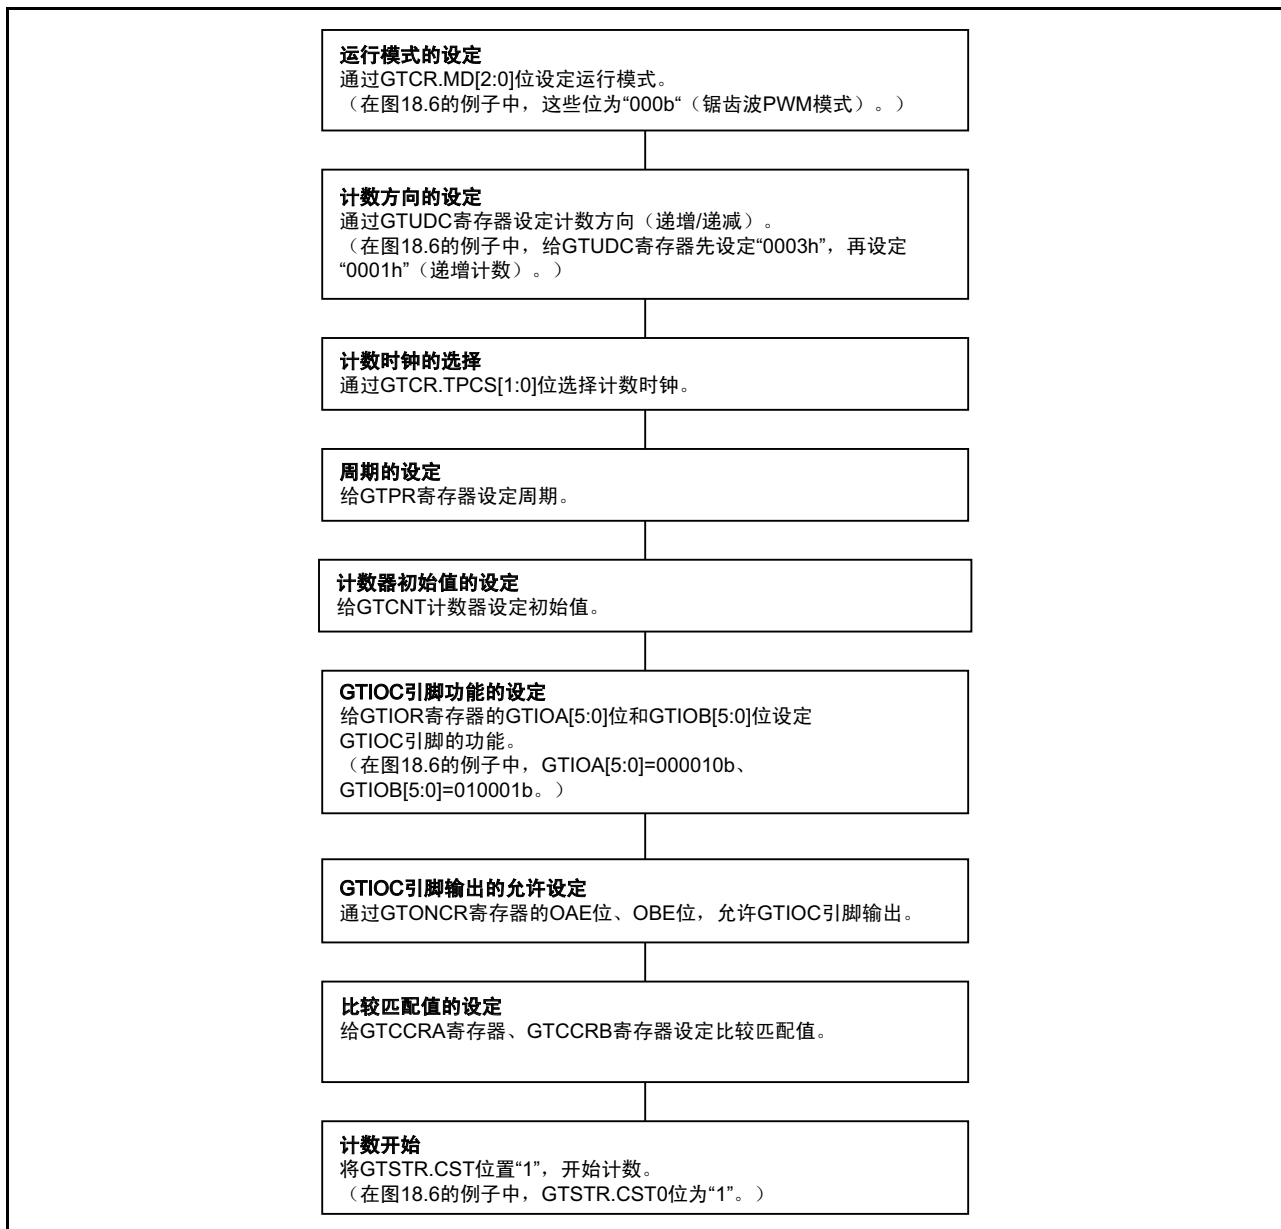 运行模式的设定
通过GTCR.MD[2:0]位设定运行模式。
（在图18.6的例子中，这些位为“000b“（锯齿波PWM模式）。）
计数方向的设定
通过GTUDC寄存器设定计数方向（递增/递减）。
（在图18.6的例子中，给GTUDC寄存器先设定“0003h”，再设定
“0001h”（递增计数）。）
计数时钟的选择
通过GTCR.TPCS[1:0]位选择计数时钟。
周期的设定
给GTPR寄存器设定周期。
计数器初始值的设定
给GTCNT计数器设定初始值。
GTIOC引脚功能的设定
给GTIOR寄存器的GTIOA[5:0]位和GTIOB[5:0]位设定
GTIOC引脚的功能。
（在图18.6的例子中，GTIOA[5:0]=000010b、
GTIOB[5:0]=010001b。）
GTIOC引脚输出的允许设定
通过GTONCR寄存器的OAE位、OBE位，允许GTIOC引脚输出。
比较匹配值的设定
给GTCCRA寄存器、GTCCRB寄存器设定比较匹配值。
计数开始
将GTSTR.CST位置“1”，开始计数。
（在图18.6的例子中，GTSTR.CST0位为“1”。）